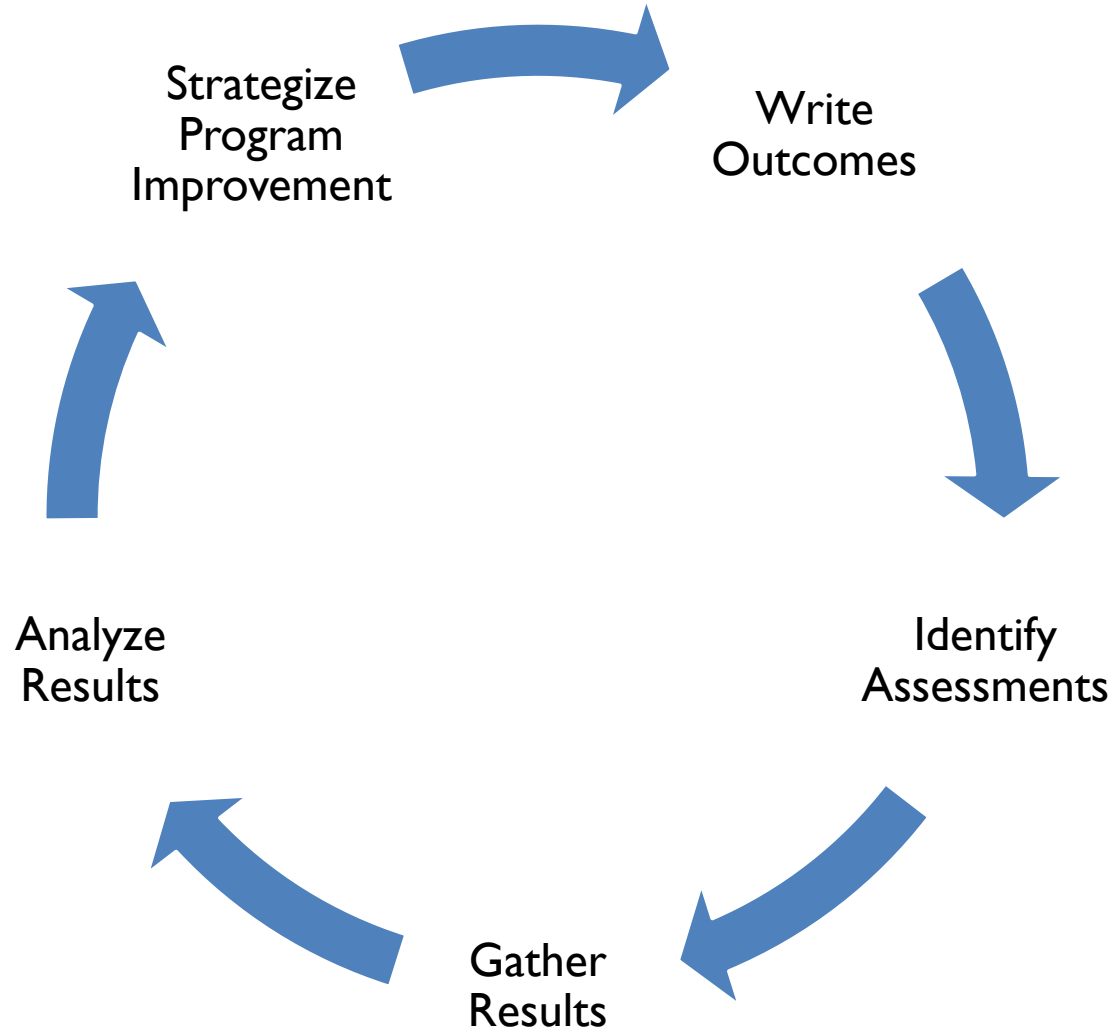 Strategize
Program
Improvement
Write
Outcomes
Identify
Assessments
Gather
Results
Analyze
Results